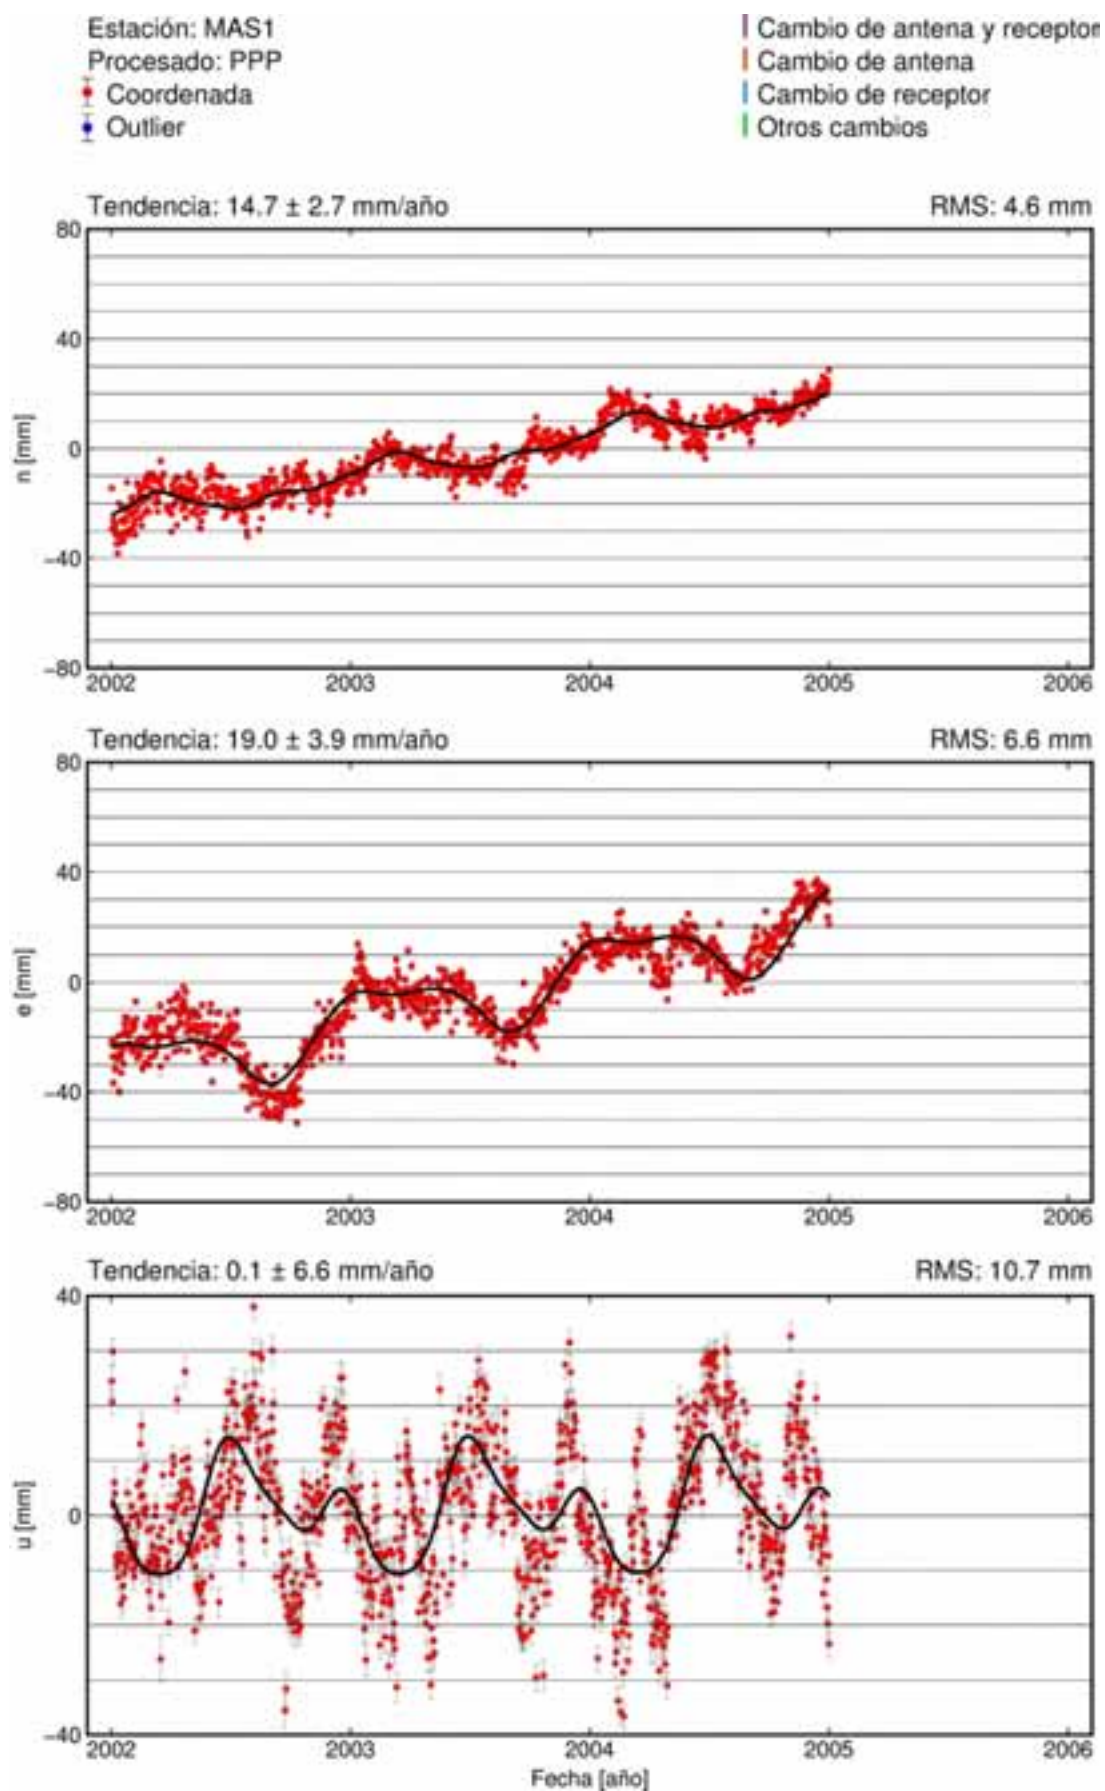 Estación: MAS1
Procesado: PPP
Coordenada
Outlier
Cambio de antena y receptor
Cambio de antena
Cambio de receptor
Otros cambios
Tendencia: 14.7 ± 2.7 mm/año
RMS: 4.6 mm
80
40
0
−40
−80
n [mm]
2002 2003 2004 2005 2006
Tendencia: 19.0 ± 3.9 mm/año
RMS: 6.6 mm
80
40
0
−40
−80
e [mm]
2002 2003 2004 2005 2006
Tendencia: 0.1 ± 6.6 mm/año
RMS: 10.7 mm
40
0
−40
u [mm]
2002 2003 2004 2005 2006
Fecha [año]